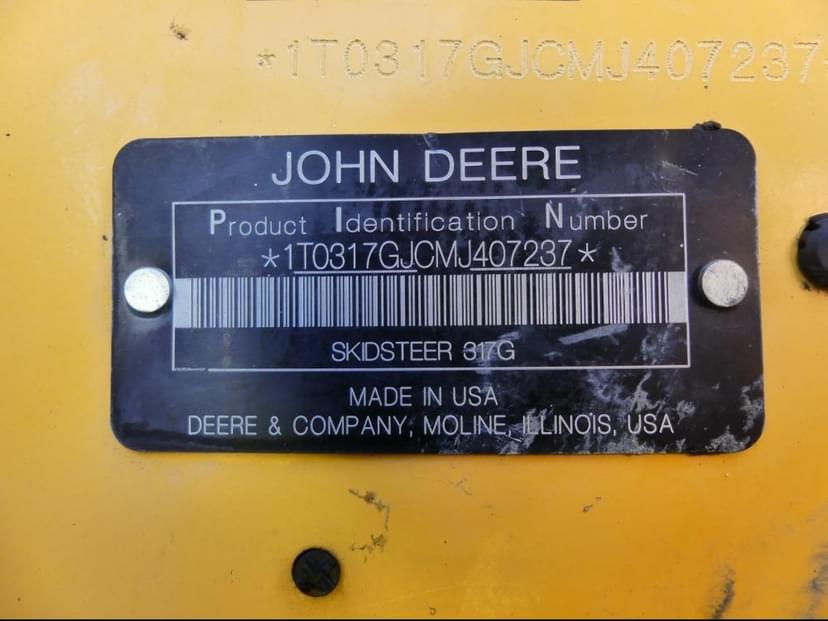 *1T0317GJCMJ407237*
JOHN DEERE
Product Identification Number
*1T0317GJCMJ407237*
SKIDSTEER 317G
MADE IN USA
DEERE & COMPANY, MOLINE, ILLINOIS, USA